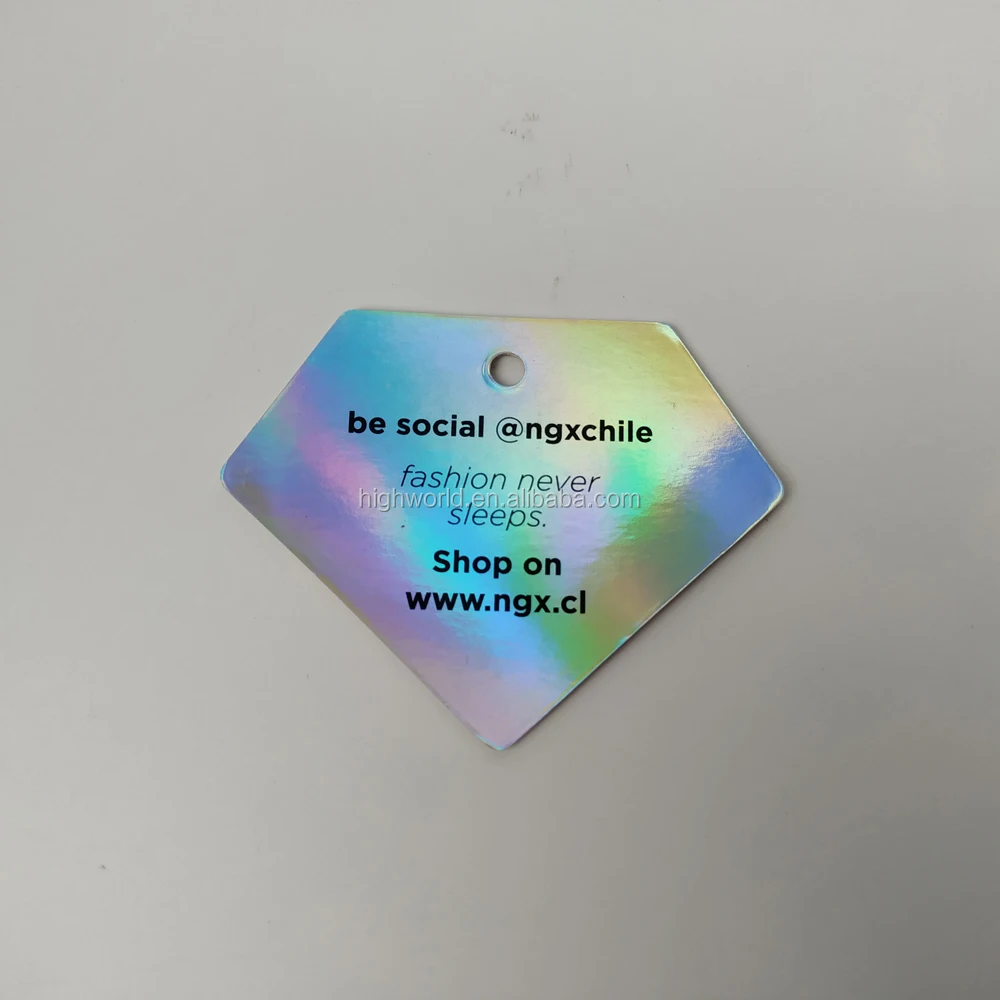 be social @ngxchile
fashion never
highworld.en.alibaba.com
sleeps.
Shop on
www.ngx.cl